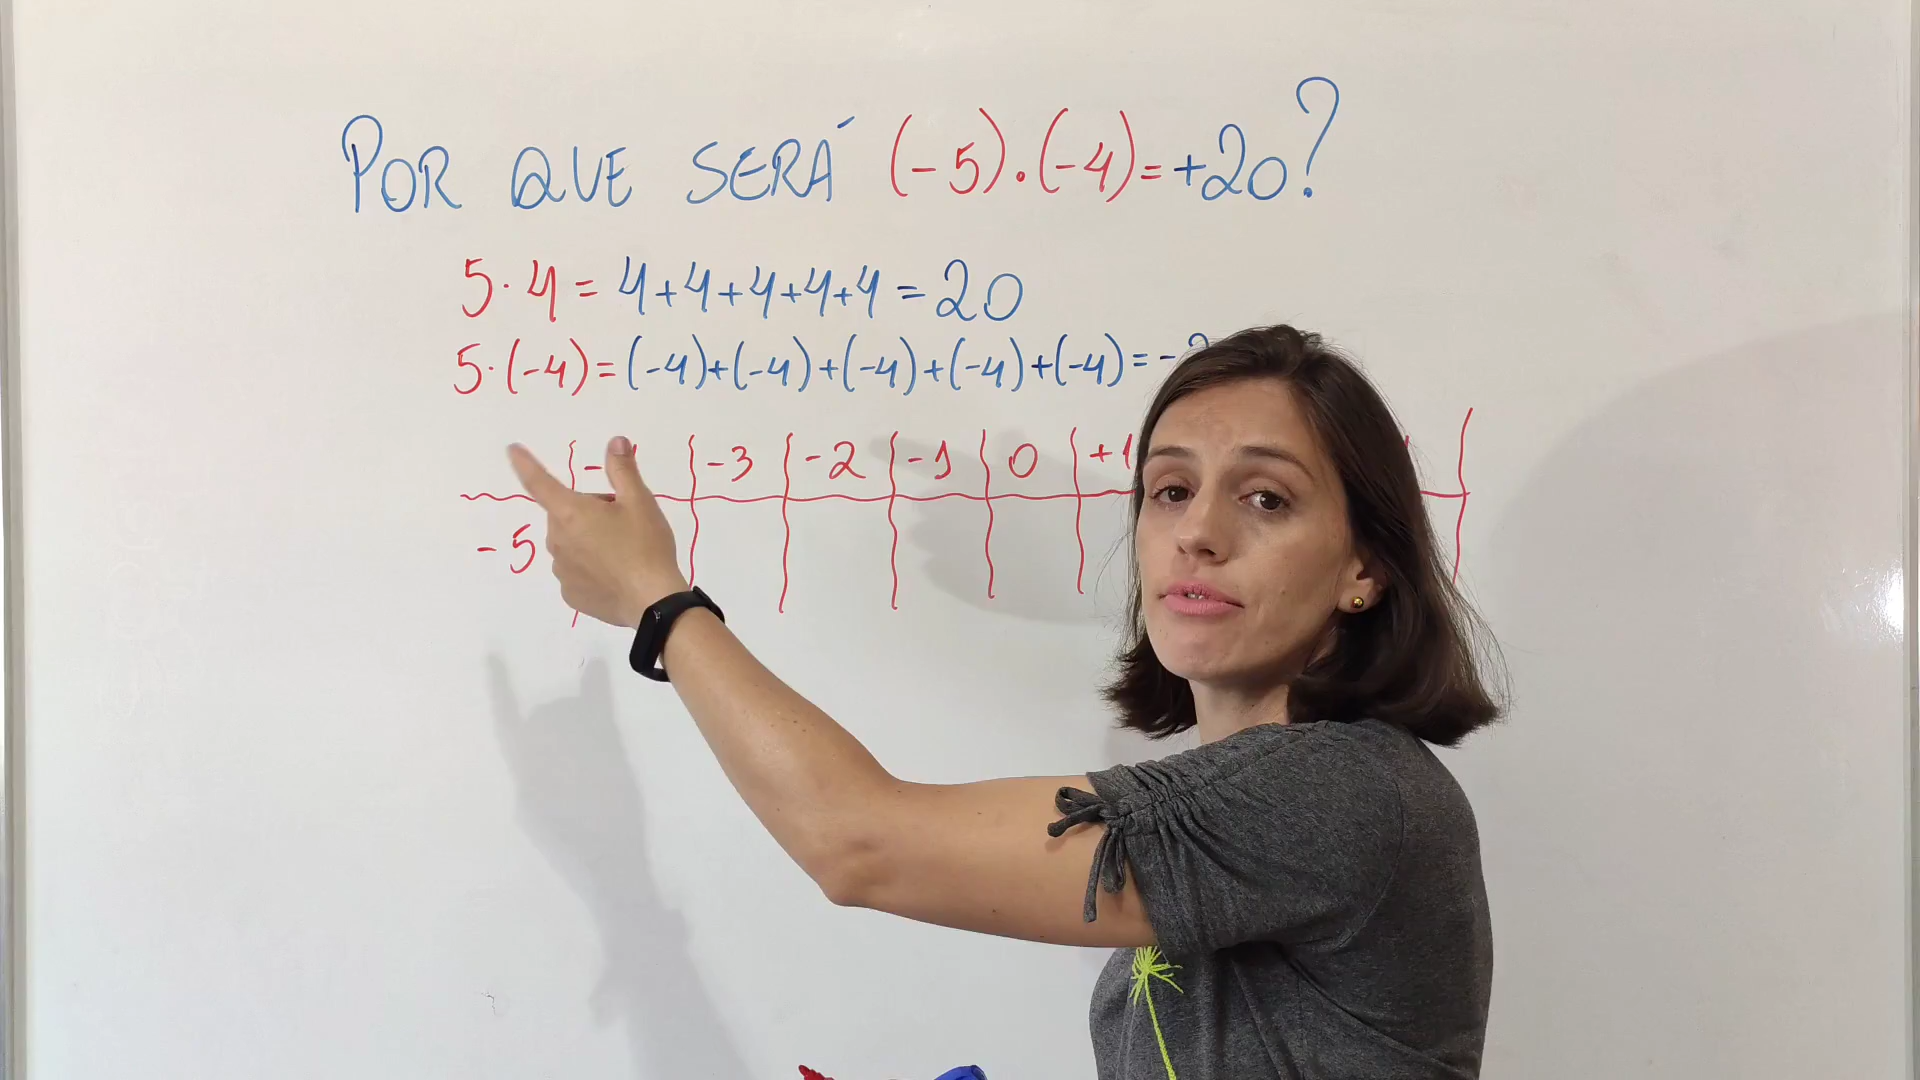 POR QUE SERÁ (-5).(-4)=+20?
5·4=4+4+4+4+4=20
5·(-4)=(-4)+(-4)+(-4)+(-4)+(-4)=-
-3 -2 -1 0 +1
-5